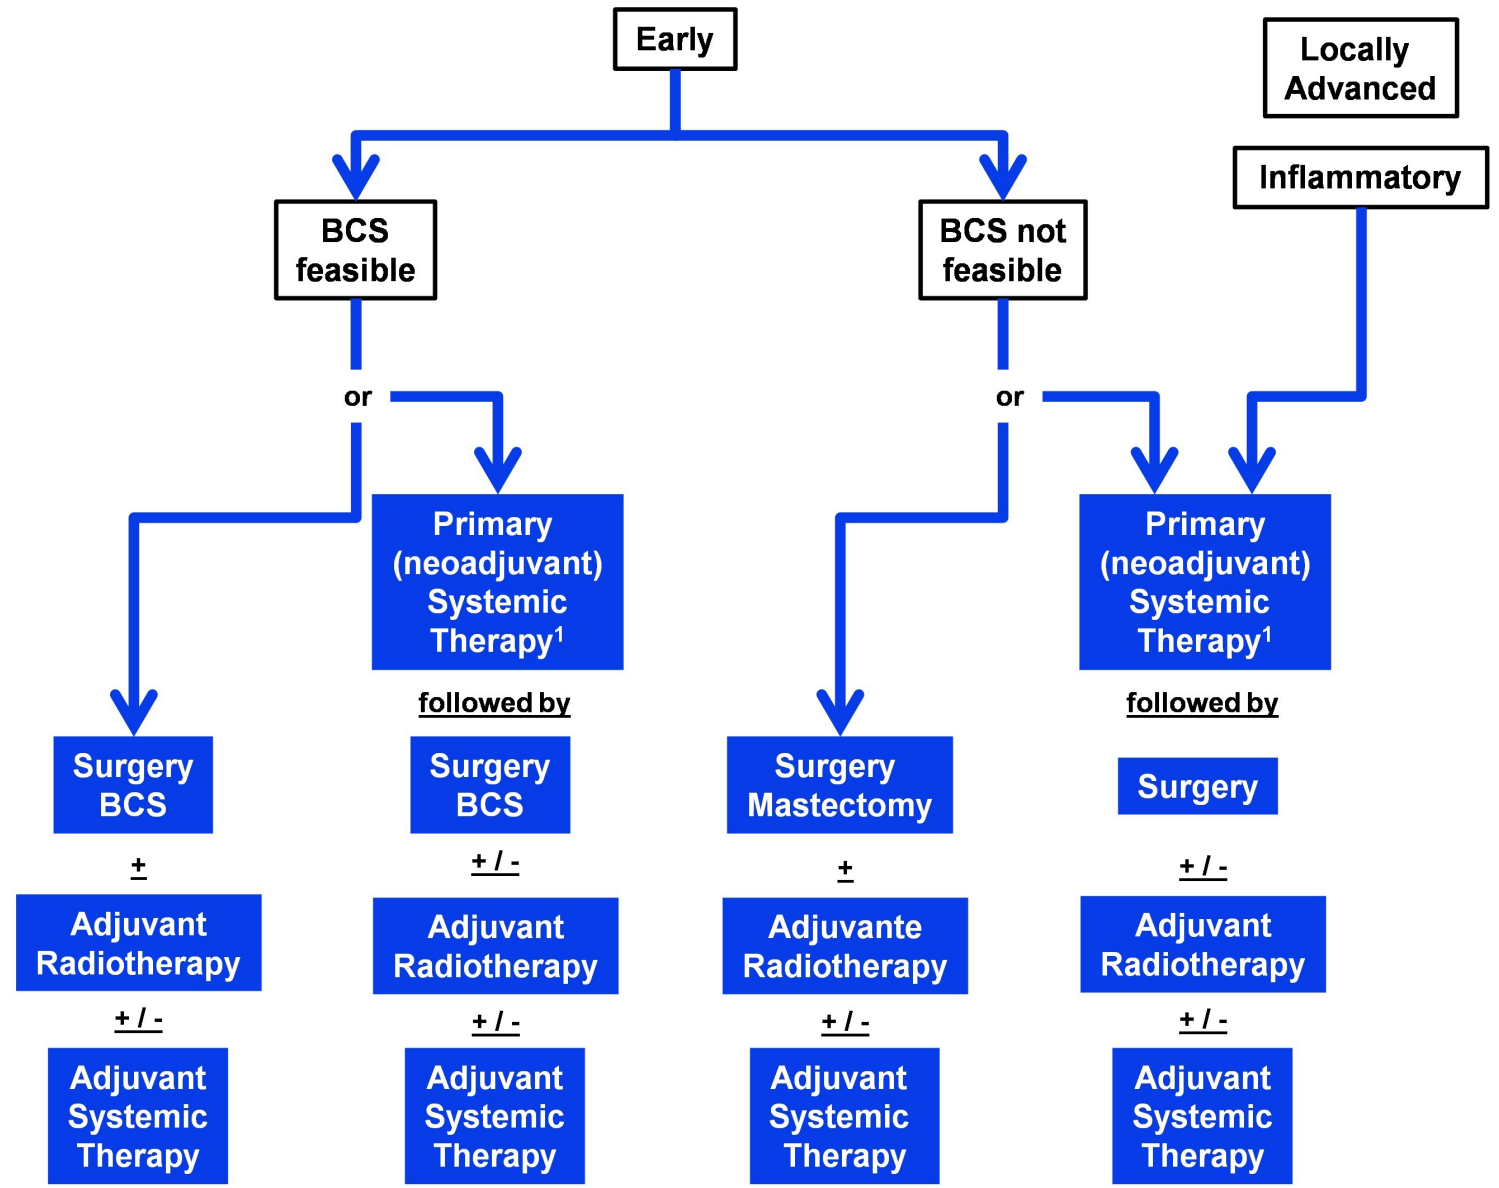 Early
Locally
Advanced
Inflammatory
BCS
feasible
BCS not
feasible
or
or
Primary
(neoadjuvant)
Systemic
Therapy¹
Primary
(neoadjuvant)
Systemic
Therapy¹
followed by
followed by
Surgery
BCS
Surgery
BCS
Surgery
Mastectomy
Surgery
+
+ / -
+
+ / -
Adjuvant
Radiotherapy
Adjuvant
Radiotherapy
Adjuvante
Radiotherapy
Adjuvant
Radiotherapy
+ / -
+ / -
+ / -
+ / -
Adjuvant
Systemic
Therapy
Adjuvant
Systemic
Therapy
Adjuvant
Systemic
Therapy
Adjuvant
Systemic
Therapy